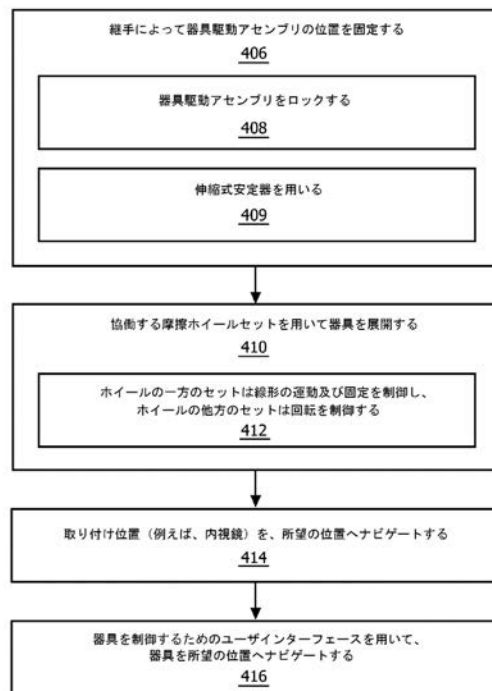 継手によって器具駆動アセンブリの位置を固定する
406
器具駆動アセンブリをロックする
408
伸縮式安定器を用いる
409
協働する摩擦ホイールセットを用いて器具を展開する
410
ホイールの一方のセットは線形の運動及び固定を制御し、
ホイールの他方のセットは回転を制御する
412
取り付け位置（例えば、内視鏡）を、所望の位置へナビゲートする
414
器具を制御するためのユーザインターフェースを用いて、
器具を所望の位置へナビゲートする
416